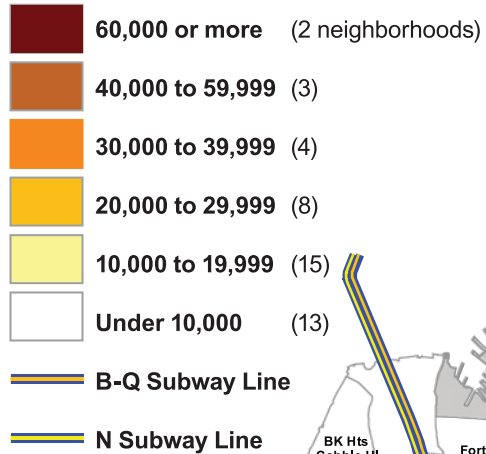 60,000 or more (2 neighborhoods)
40,000 to 59,999 (3)
30,000 to 39,999 (4)
20,000 to 29,999 (8)
10,000 to 19,999 (15)
Under 10,000 (13)
B-Q Subway Line
N Subway Line
BK Hts
Fort